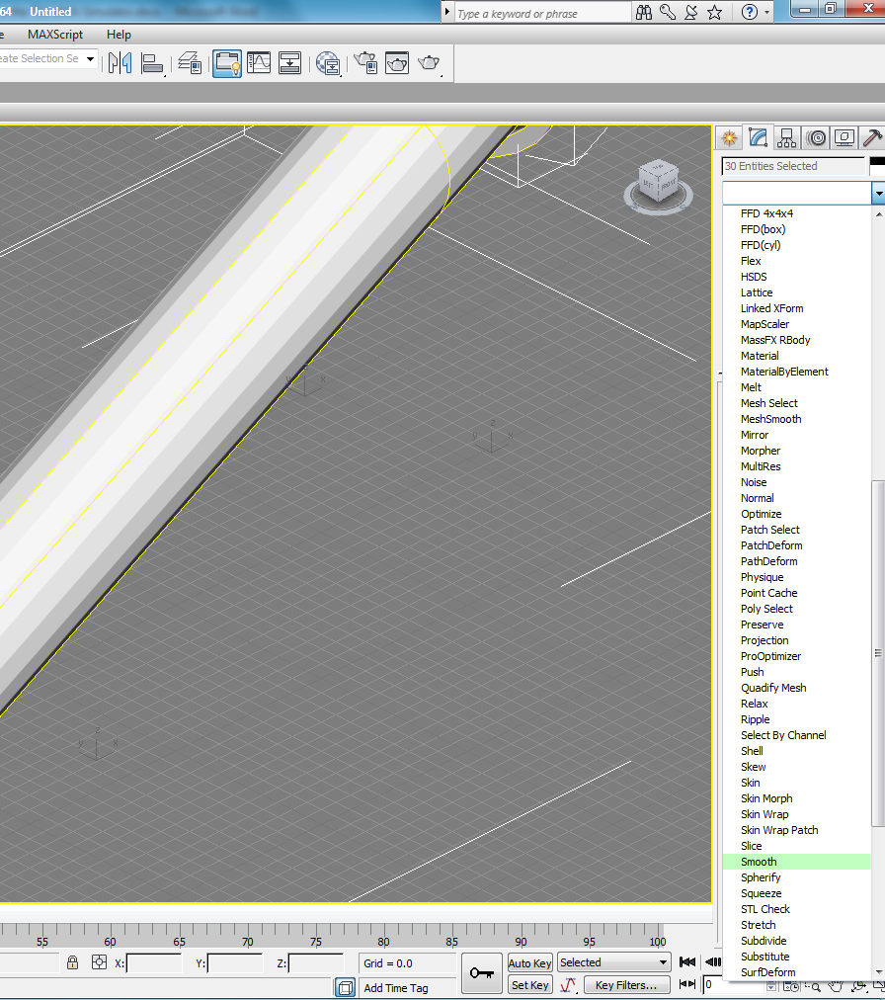 64 Untitled
Type a keyword or phrase
e MAXScript Help
eate Selection Se
30 Entities Selected
FFD 4x4x4
FFD(box)
FFD(cyl)
Flex
HSDS
Lattice
Linked XForm
MapScaler
MassFX RBody
Material
MaterialByElement
Melt
Mesh Select
MeshSmooth
Mirror
Morpher
MultiRes
Noise
Normal
Optimize
Patch Select
PatchDeform
PathDeform
Physique
Point Cache
Poly Select
Preserve
Projection
ProOptimizer
Push
Quadify Mesh
Relax
Ripple
Select By Channel
Shell
Skew
Skin
Skin Morph
Skin Wrap
Skin Wrap Patch
Slice
Smooth
Spherify
Squeeze
STL Check
Stretch
Subdivide
Substitute
SurfDeform
z
y x
z
y x
55 60 65 70 75 80 85 90 95 100
X: Y: Z: Grid = 0.0 Auto Key Selected
Add Time Tag Set Key Key Filters... 0